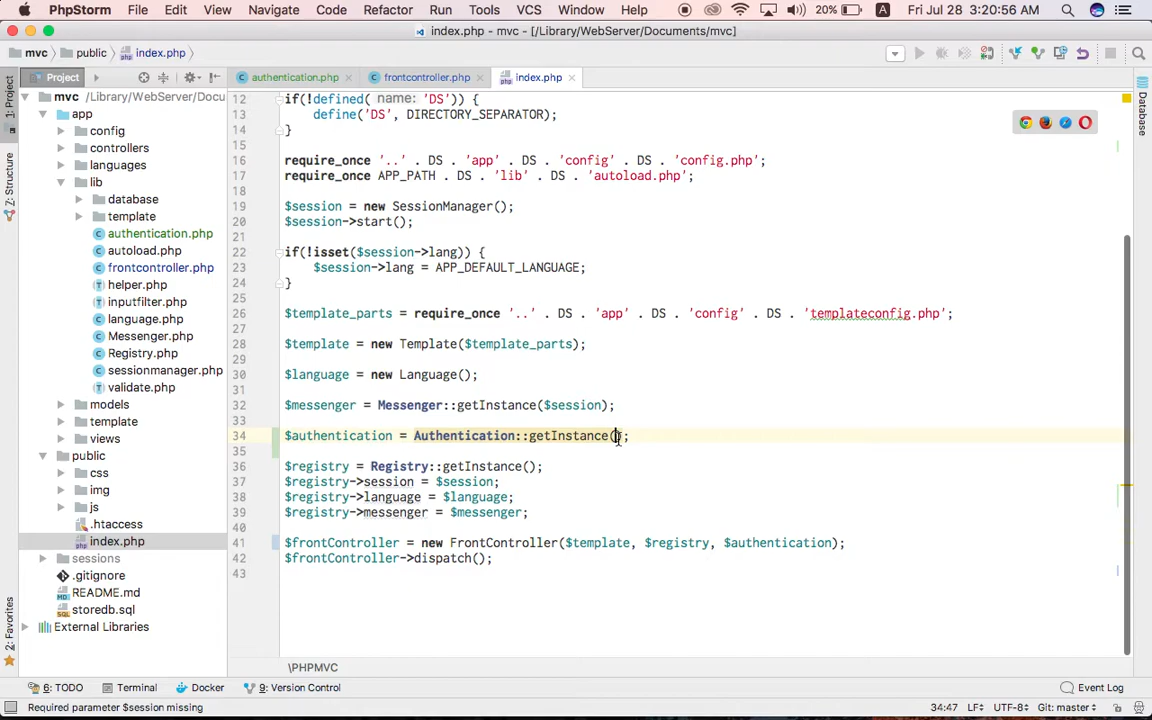 PhpStorm File Edit View Navigate Code Refactor Run Tools VCS Window Help 20% A Fri Jul 28 3:20:56 AM
index.php - mvc - [/Library/WebServer/Documents/mvc]
mvc public index.php
Project authentication.php frontcontroller.php index.php
1: Project
Z: Structure
2: Favorites
Database
mvc /Library/WebServer/Docu
app
config
controllers
languages
lib
database
template
authentication.php
autoload.php
frontcontroller.php
helper.php
inputfilter.php
language.php
Messenger.php
Registry.php
sessionmanager.php
validate.php
models
template
views
public
css
img
js
.htaccess
index.php
sessions
.gitignore
README.md
storedb.sql
External Libraries
12 if(!defined( name: 'DS')) {
13 define('DS', DIRECTORY_SEPARATOR);
14 }
15
16 require_once '..' . DS . 'app' . DS . 'config' . DS . 'config.php';
17 require_once APP_PATH . DS . 'lib' . DS . 'autoload.php';
18
19 $session = new SessionManager();
20 $session->start();
21
22 if(!isset($session->lang)) {
23 $session->lang = APP_DEFAULT_LANGUAGE;
24 }
25
26 $template_parts = require_once '..' . DS . 'app' . DS . 'config' . DS . 'templateconfig.php';
27
28 $template = new Template($template_parts);
29
30 $language = new Language();
31
32 $messenger = Messenger::getInstance($session);
33
34 $authentication = Authentication::getInstance();
35
36 $registry = Registry::getInstance();
37 $registry->session = $session;
38 $registry->language = $language;
39 $registry->messenger = $messenger;
40
41 $frontController = new FrontController($template, $registry, $authentication);
42 $frontController->dispatch();
43
\PHPMVC
6: TODO Terminal Docker 9: Version Control Event Log
Required parameter $session missing 34:47 LF÷ UTF-8÷ Git: master÷